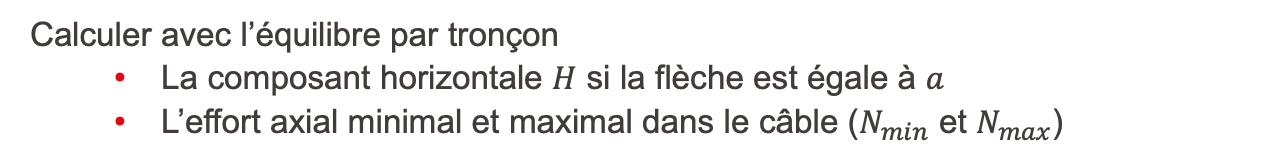 Calculer avec l’équilibre par tronçon
• La composant horizontale H si la flèche est égale à a
• L’effort axial minimal et maximal dans le câble (N_min et N_max)